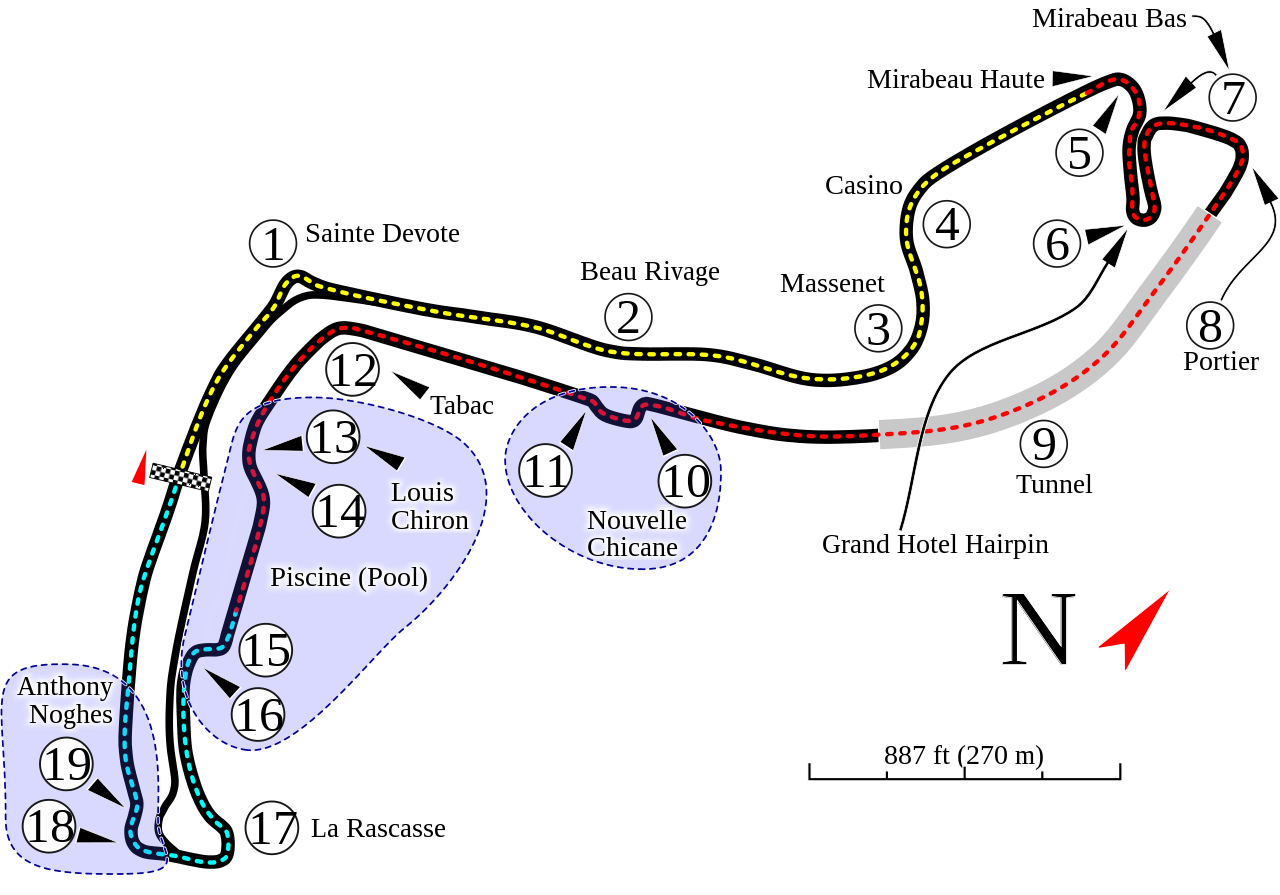 Mirabeau Bas
Mirabeau Haute
7
5
Casino
4
1
Sainte Devote
6
Beau Rivage
Massenet
2
3
8
Portier
12
Tabac
13
9
11
10
Tunnel
Louis
Chiron
14
Nouvelle
Chicane
Grand Hotel Hairpin
Piscine (Pool)
N
15
Anthony
Noghes
16
19
887 ft (270 m)
18
17
La Rascasse